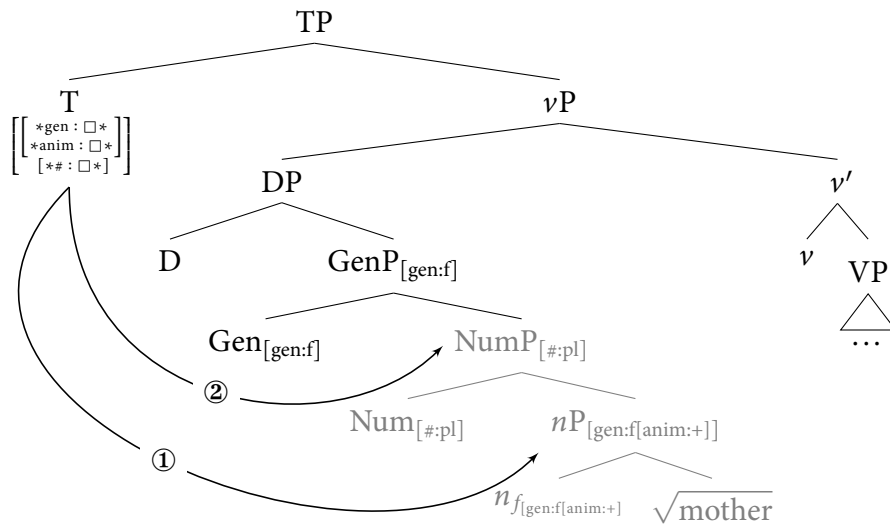 TP
T
νP
[*gen : □*]
[*anim : □*]
[*# : □*]
DP
ν′
D
GenP[gen:f]
ν
VP
Gen[gen:f]
NumP[#:pl]
…
②
Num[#:pl]
nP[gen:f[anim:+]]
①
nf[gen:f[anim:+]
√mother